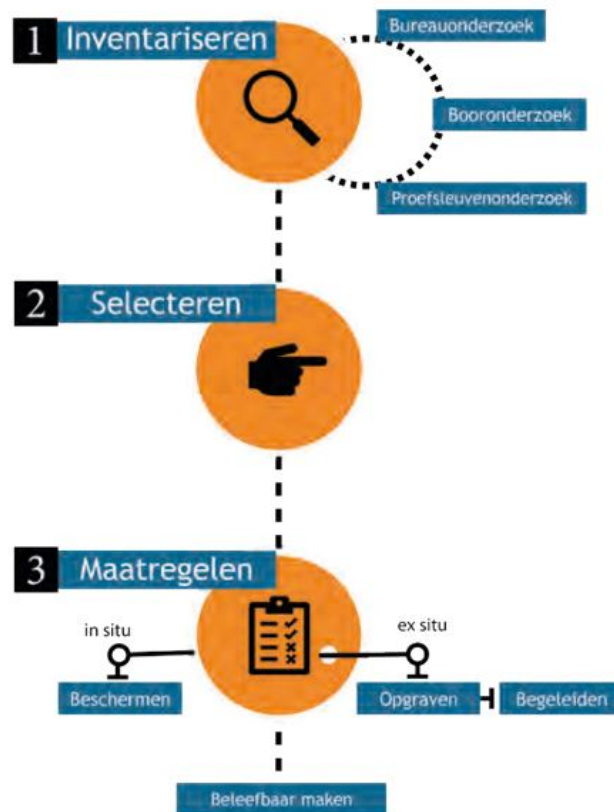 1 Inventariseren
Bureauonderzoek
Booronderzoek
Proefsleuvenonderzoek
2 Selecteren
3 Maatregelen
in situ
ex situ
Beschermen
Opgraven
Begeleiden
Beleefbaar maken